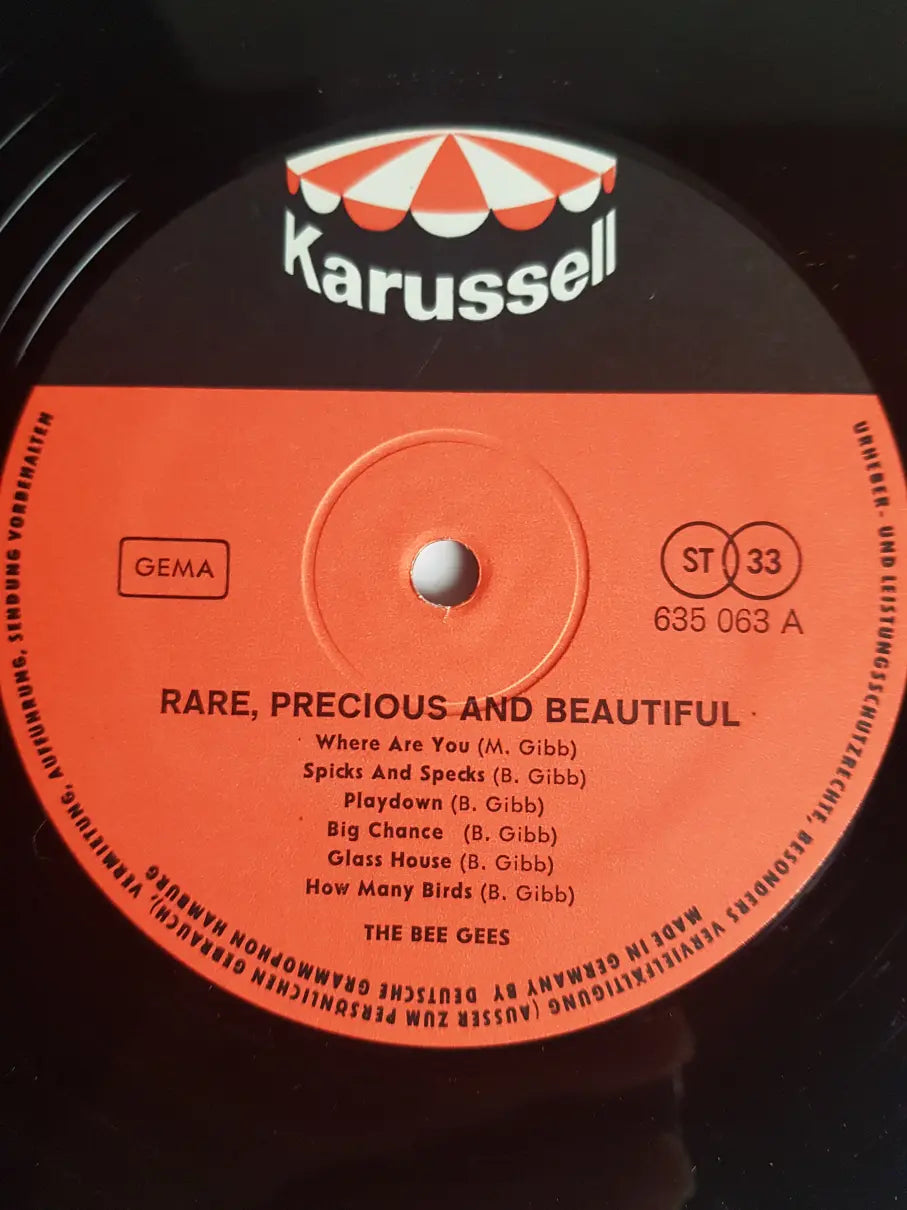 Karussell
GEMA
ST 33
635 063 A
RARE, PRECIOUS AND BEAUTIFUL
Where Are You (M. Gibb)
Spicks And Specks (B. Gibb)
Playdown (B. Gibb)
Big Chance (B. Gibb)
Glass House (B. Gibb)
How Many Birds (B. Gibb)
THE BEE GEES
URHEBER- UND LEISTUNGSSCHUTZRECHTE, BESONDERS VERVIELFÄLTIGUNG (AUSSER ZUM PERSÖNLICHEN GEBRAUCH), VERMIETUNG, AUFFÜHRUNG, SENDUNG VORBEHALTEN
MADE IN GERMANY BY DEUTSCHE GRAMMOPHON HAMBURG